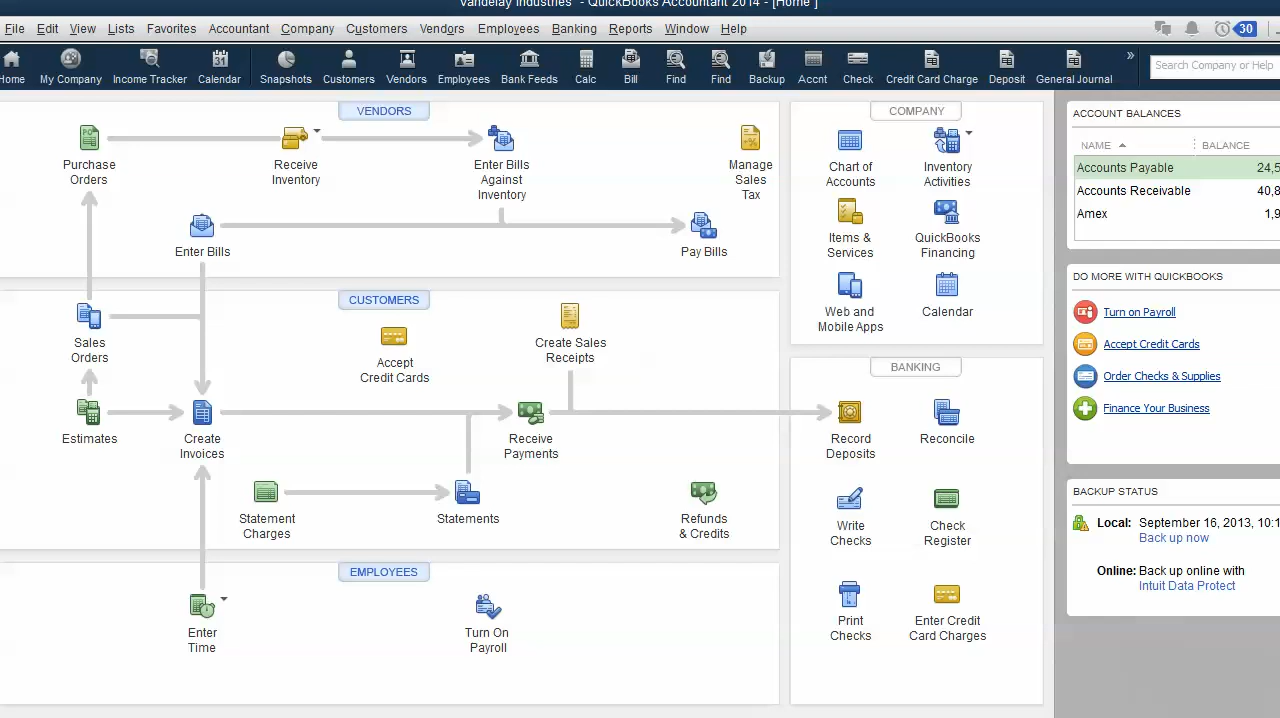 Vandelay Industries - QuickBooks Accountant 2014 - [Home ]
File Edit View Lists Favorites Accountant Company Customers Vendors Employees Banking Reports Window Help
30
Home My Company Income Tracker Calendar Snapshots Customers Vendors Employees Bank Feeds Calc Bill Find Find Backup Accnt Check Credit Card Charge Deposit General Journal »
Search Company or Help
VENDORS
Purchase
Orders
Receive
Inventory
Enter Bills
Against
Inventory
Manage
Sales
Tax
Enter Bills
Pay Bills
CUSTOMERS
Sales
Orders
Accept
Credit Cards
Create Sales
Receipts
Estimates
Create
Invoices
Receive
Payments
Statement
Charges
Statements
Refunds
& Credits
EMPLOYEES
Enter
Time
Turn On
Payroll
COMPANY
Chart of
Accounts
Inventory
Activities
Items &
Services
QuickBooks
Financing
Web and
Mobile Apps
Calendar
BANKING
Record
Deposits
Reconcile
Write
Checks
Check
Register
Print
Checks
Enter Credit
Card Charges
ACCOUNT BALANCES
NAME BALANCE
Accounts Payable 24,5
Accounts Receivable 40,8
Amex 1,9
DO MORE WITH QUICKBOOKS
Turn on Payroll
Accept Credit Cards
Order Checks & Supplies
Finance Your Business
BACKUP STATUS
Local: September 16, 2013, 10:1
Back up now
Online: Back up online with
Intuit Data Protect